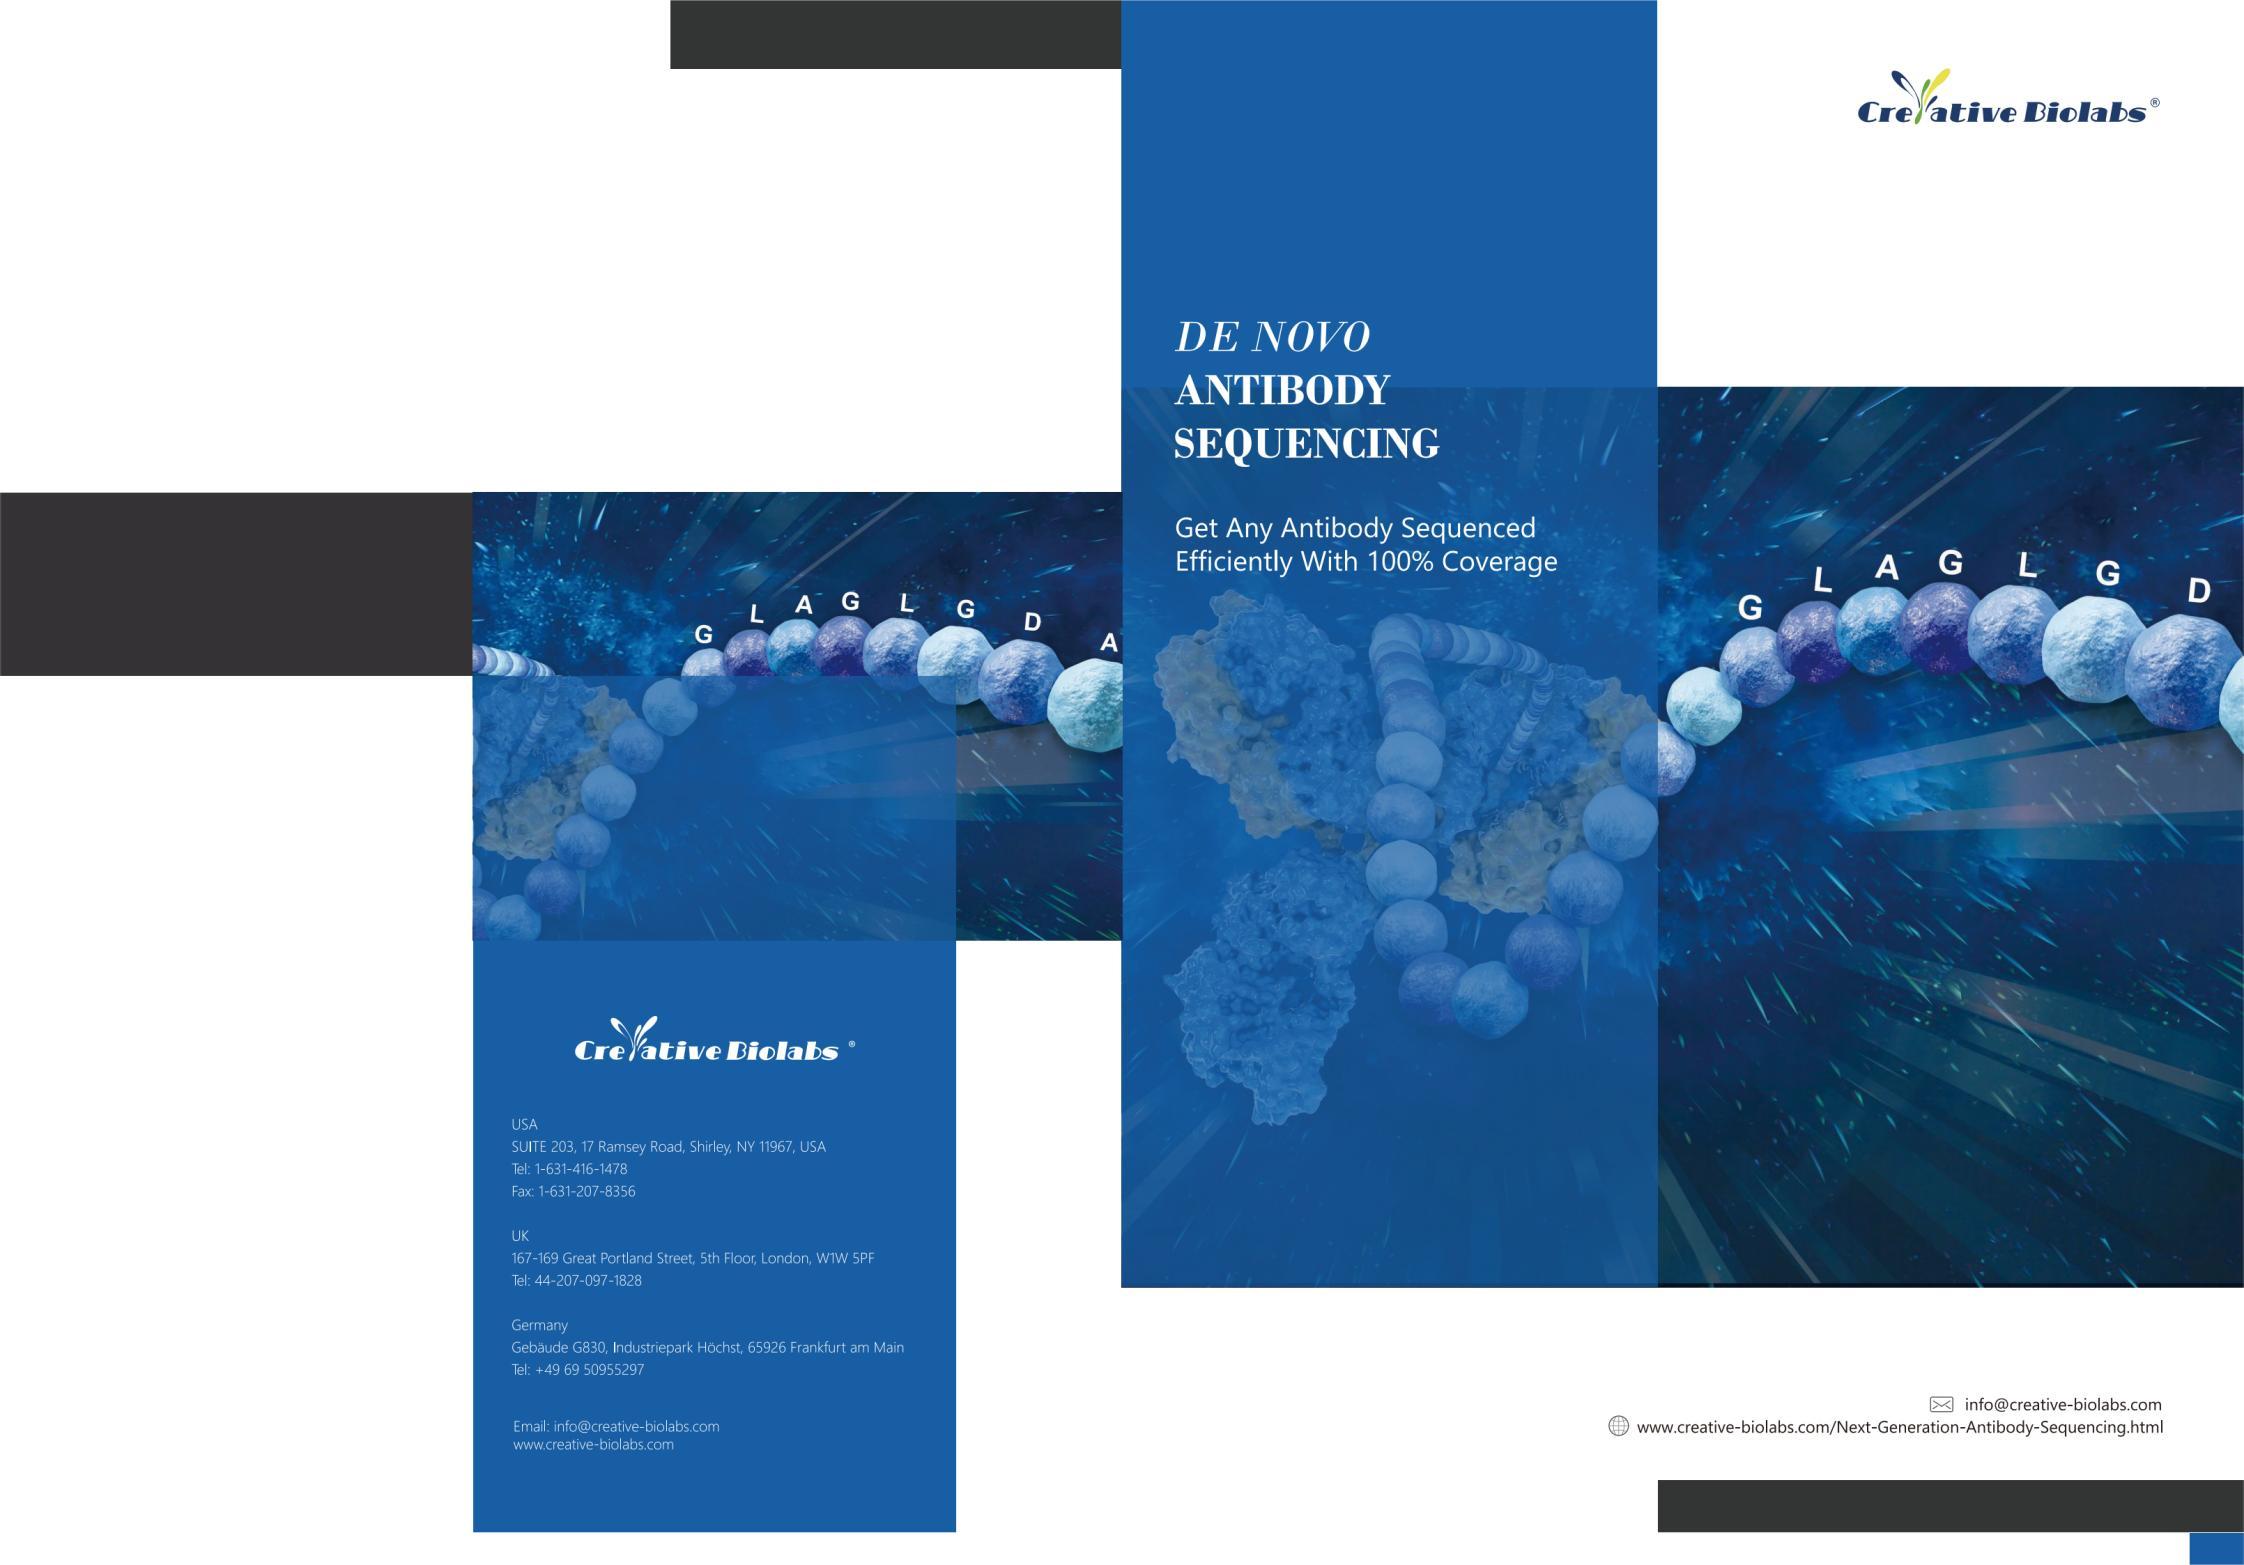 Creative Biolabs®
DE NOVO
ANTIBODY
SEQUENCING
Get Any Antibody Sequenced
Efficiently With 100% Coverage
G L A G L G D
G L A G L G D A
Creative Biolabs®
USA
SUITE 203, 17 Ramsey Road, Shirley, NY 11967, USA
Tel: 1-631-416-1478
Fax: 1-631-207-8356
UK
167-169 Great Portland Street, 5th Floor, London, W1W 5PF
Tel: 44-207-097-1828
Germany
Gebäude G830, Industriepark Höchst, 65926 Frankfurt am Main
Tel: +49 69 50955297
Email: info@creative-biolabs.com
www.creative-biolabs.com
info@creative-biolabs.com
www.creative-biolabs.com/Next-Generation-Antibody-Sequencing.html